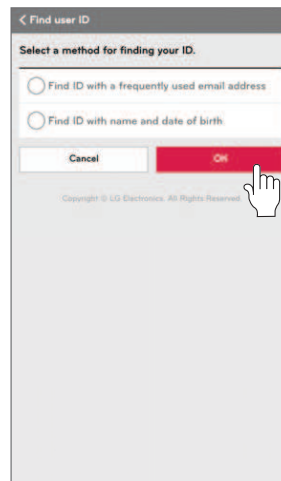 < Find user ID
Select a method for finding your ID.
Find ID with a frequently used email address
Find ID with name and date of birth
Cancel OK
Copyright © LG Electronics. All Rights Reserved.